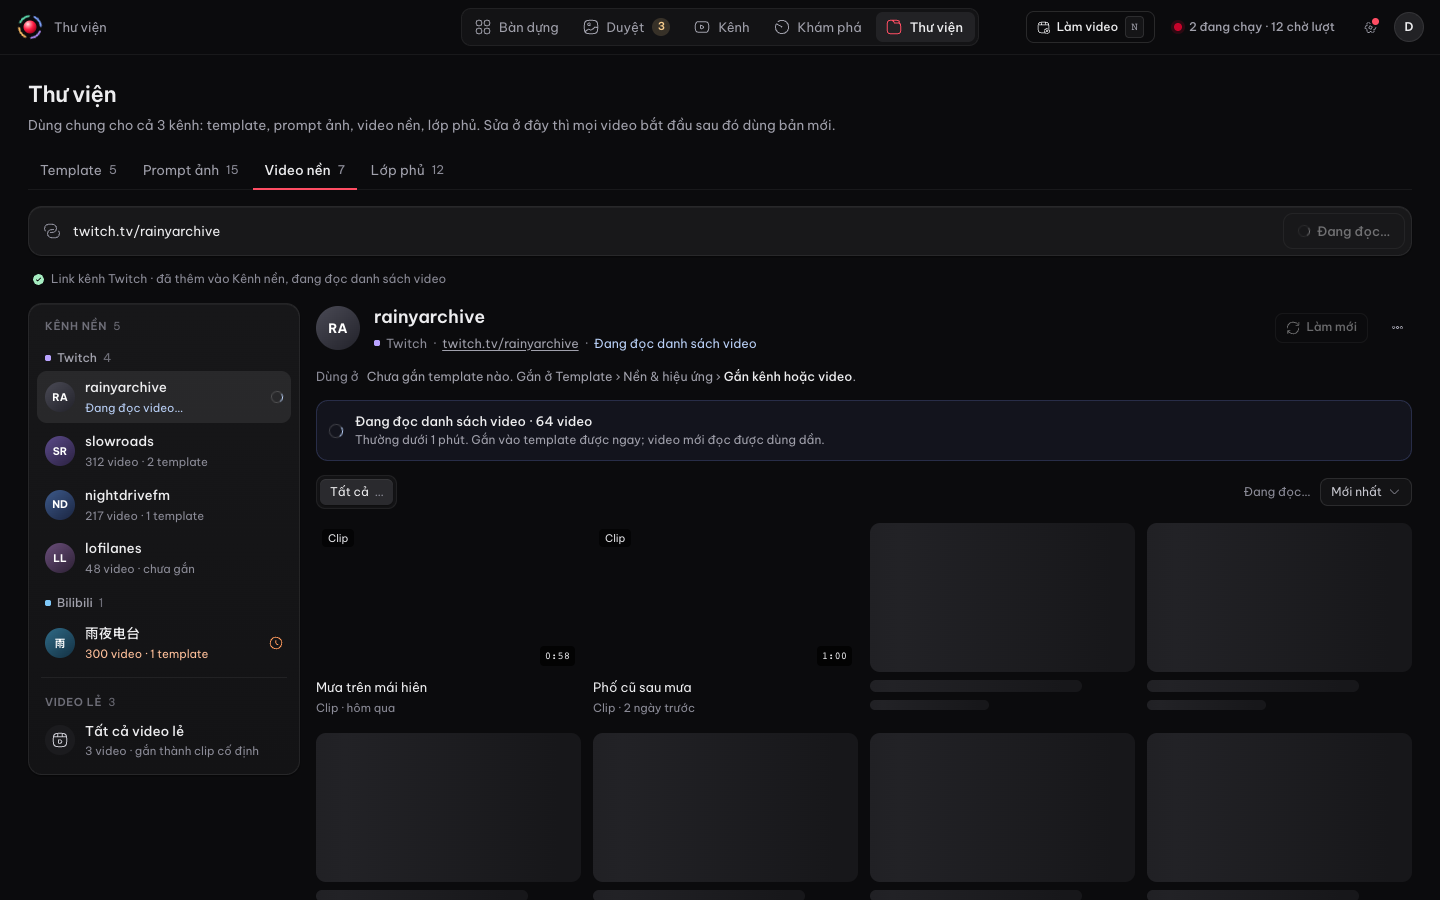 Thư viện
Bàn dựng
Duyệt 3
Kênh
Khám phá
Thư viện
Làm video N
2 đang chạy · 12 chờ lượt
D
Thư viện
Dùng chung cho cả 3 kênh: template, prompt ảnh, video nền, lớp phủ. Sửa ở đây thì mọi video bắt đầu sau đó dùng bản mới.
Template 5
Prompt ảnh 15
Video nền 7
Lớp phủ 12
twitch.tv/rainyarchive
Đang đọc...
Link kênh Twitch · đã thêm vào Kênh nền, đang đọc danh sách video
KÊNH NỀN 5
Twitch 4
RA
rainyarchive
Đang đọc video...
SR
slowroads
312 video · 2 template
ND
nightdrivefm
217 video · 1 template
LL
lofilanes
48 video · chưa gắn
Bilibili 1
雨
雨夜电台
300 video · 1 template
VIDEO LẺ 3
Tất cả video lẻ
3 video · gắn thành clip cố định
RA
rainyarchive
Twitch · twitch.tv/rainyarchive · Đang đọc danh sách video
Làm mới
Dùng ở Chưa gắn template nào. Gắn ở Template › Nền & hiệu ứng › Gắn kênh hoặc video.
Đang đọc danh sách video · 64 video
Thường dưới 1 phút. Gắn vào template được ngay; video mới đọc được dùng dần.
Tất cả ...
Đang đọc...
Mới nhất
Clip
0:58
Mưa trên mái hiên
Clip · hôm qua
Clip
1:00
Phố cũ sau mưa
Clip · 2 ngày trước